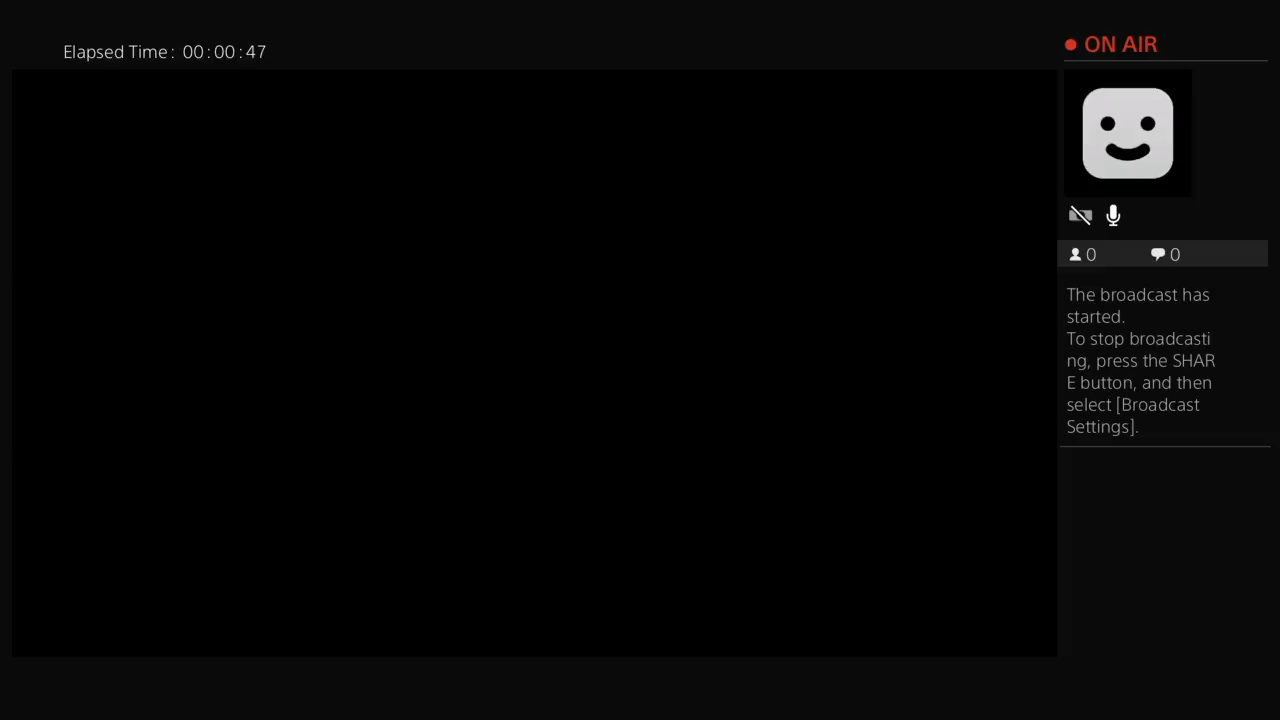 Elapsed Time: 00:00:47
ON AIR
0 0
The broadcast has
started.
To stop broadcasti
ng, press the SHAR
E button, and then
select [Broadcast
Settings].